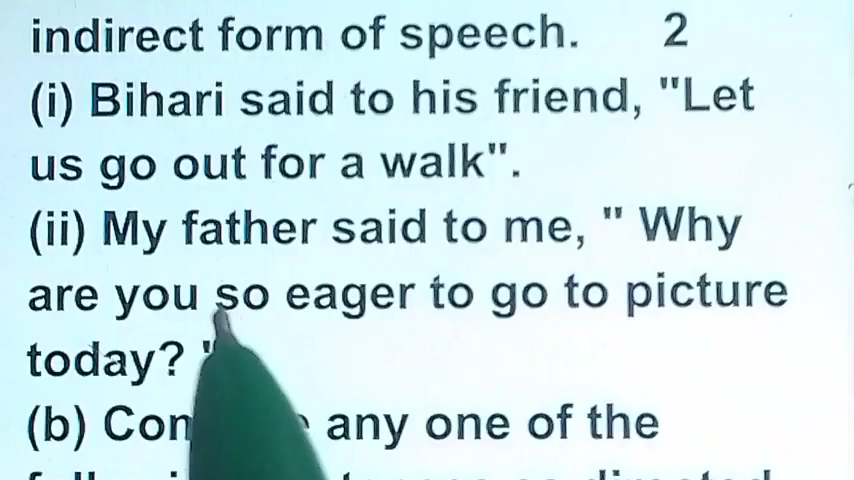 indirect form of speech. 2
(i) Bihari said to his friend, "Let
us go out for a walk".
(ii) My father said to me, " Why
are you so eager to go to picture
today? "
(b) any one of the